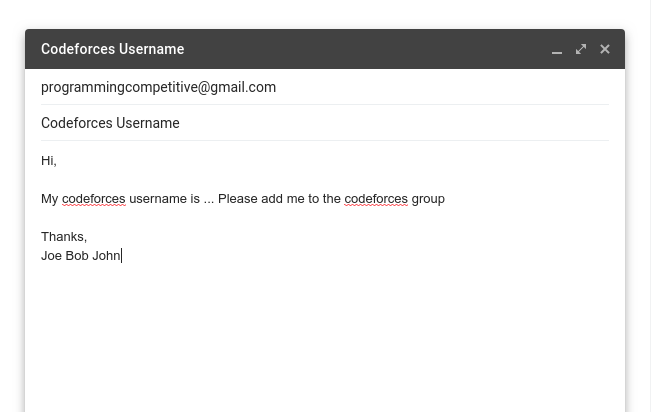 Codeforces Username
programmingcompetitive@gmail.com
Codeforces Username
Hi,
My codeforces username is ... Please add me to the codeforces group
Thanks,
Joe Bob John